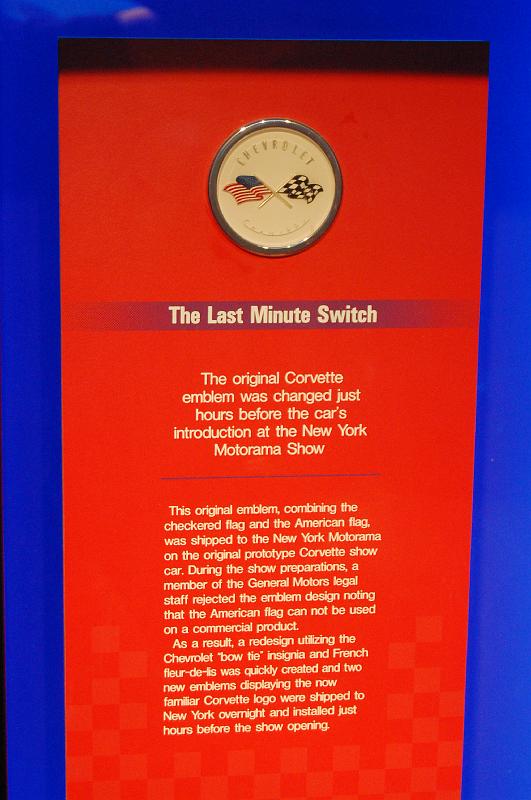 CHEVROLET
The Last Minute Switch
The original Corvette
emblem was changed just
hours before the car's
introduction at the New York
Motorama Show
This original emblem, combining the
checkered flag and the American flag,
was shipped to the New York Motorama
on the original prototype Corvette show
car. During the show preparations, a
member of the General Motors legal
staff rejected the emblem design noting
that the American flag can not be used
on a commercial product.
As a result, a redesign utilizing the
Chevrolet "bow tie" insignia and French
fleur-de-lis was quickly created and two
new emblems displaying the now
familiar Corvette logo were shipped to
New York overnight and installed just
hours before the show opening.